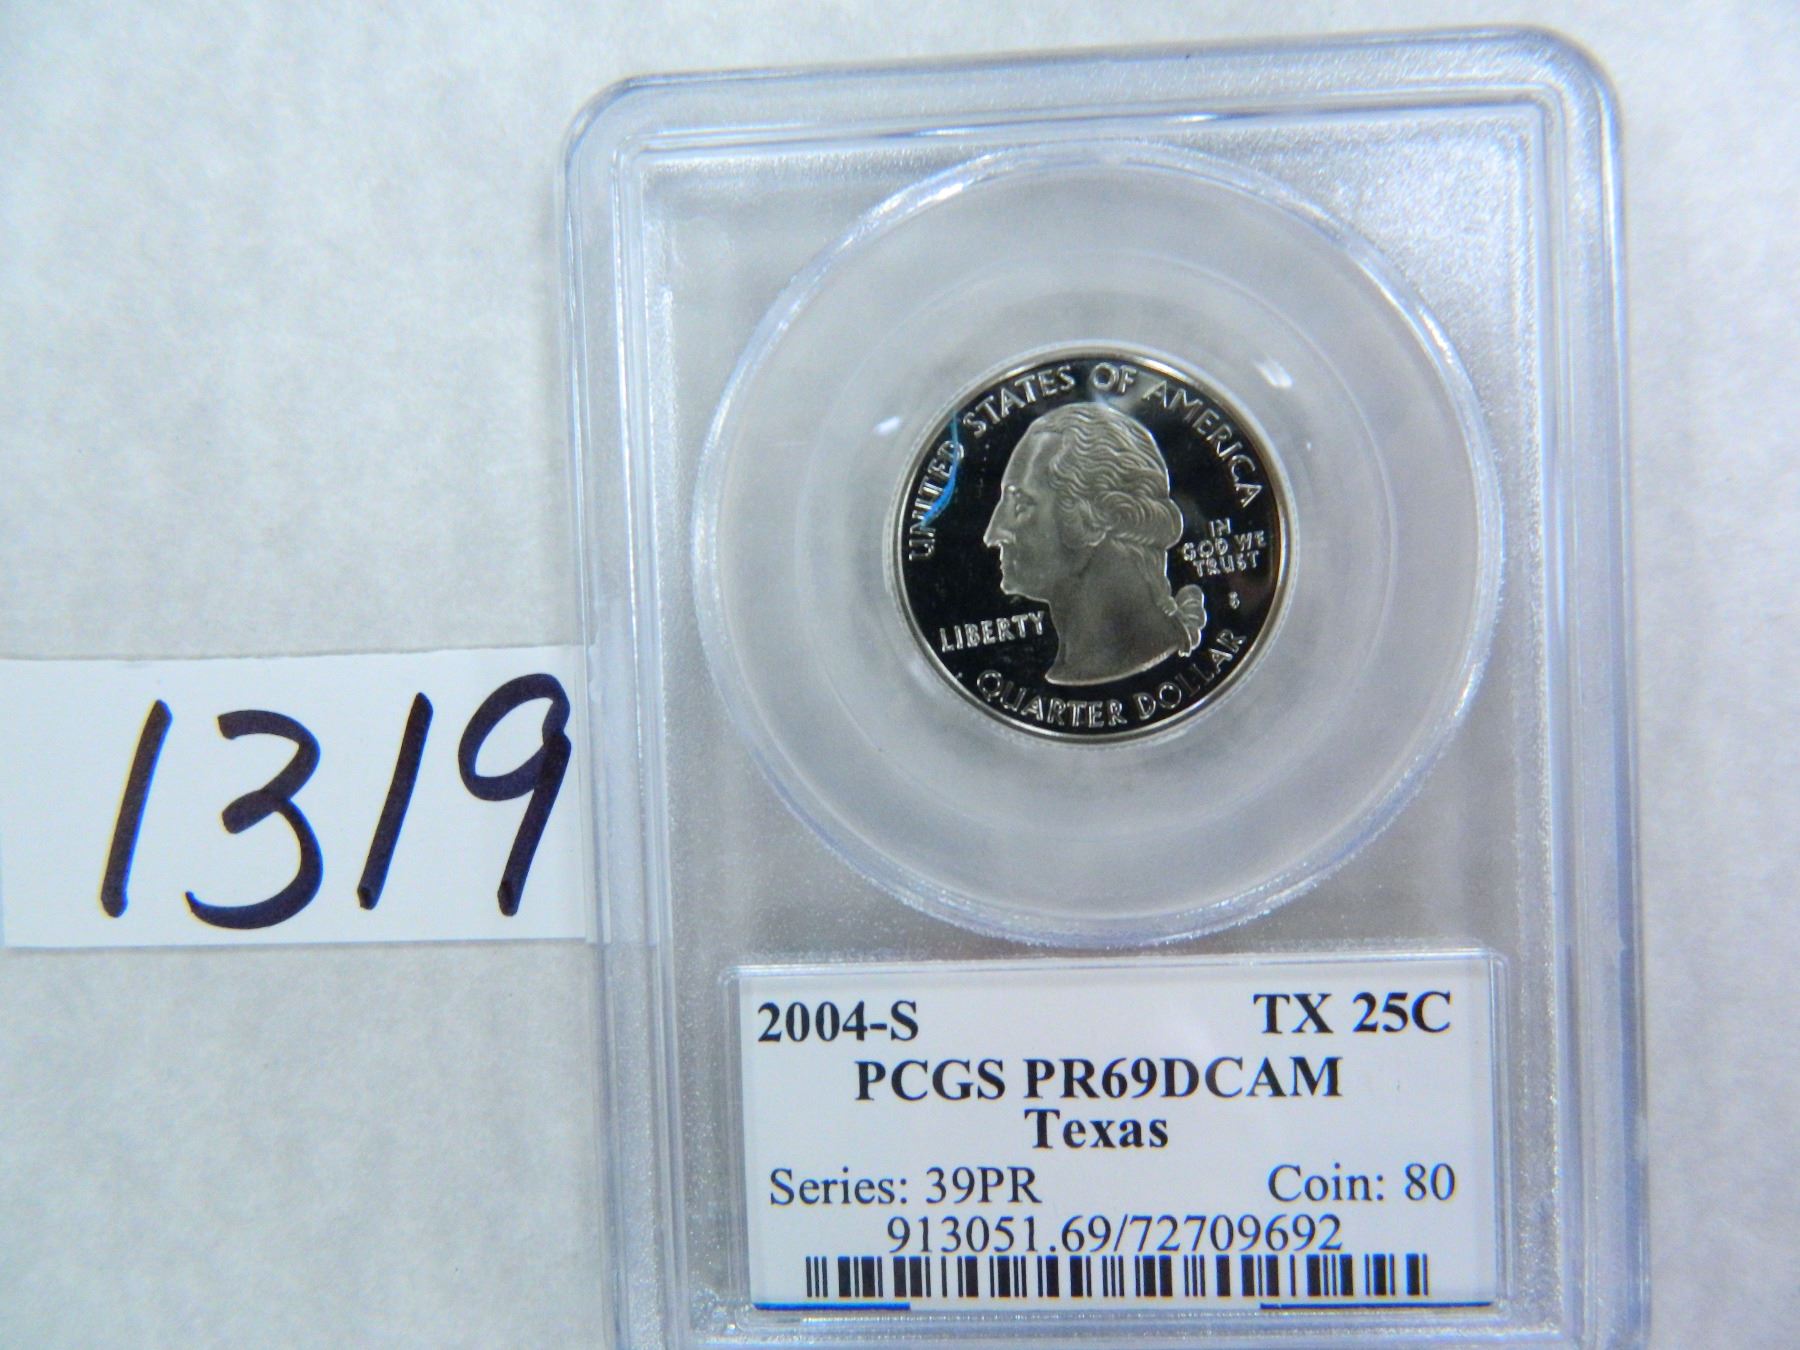 1319
UNITED STATES OF AMERICA
IN
GOD WE
TRUST
S
LIBERTY
QUARTER DOLLAR
2004-S TX 25C
PCGS PR69DCAM
Texas
Series: 39PR Coin: 80
913051.69/72709692